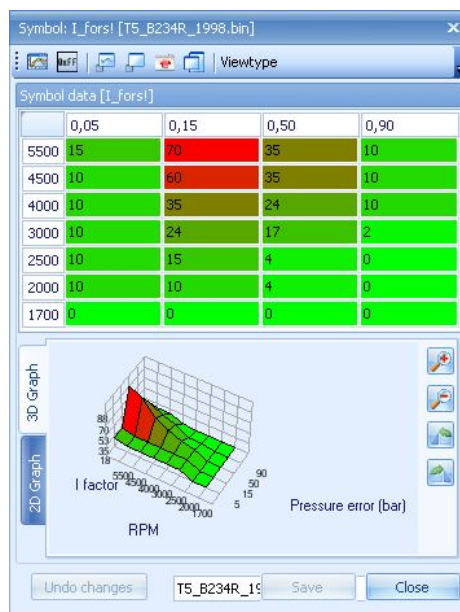 Symbol: I_fors! [T5_B234R_1998.bin]
0xFF Viewtype
Symbol data [I_fors!]
0,05 0,15 0,50 0,90
5500 15 70 35 10
4500 10 60 35 10
4000 10 35 24 10
3000 10 24 17 2
2500 10 15 4 0
2000 10 10 4 0
1700 0 0 0 0
3D Graph
2D Graph
88
70
53
35
18
I factor
5500
4500
4000
3000
2500
2000
1700
RPM
90
50
15
5
Pressure error (bar)
Undo changes T5_B234R_19 Save Close